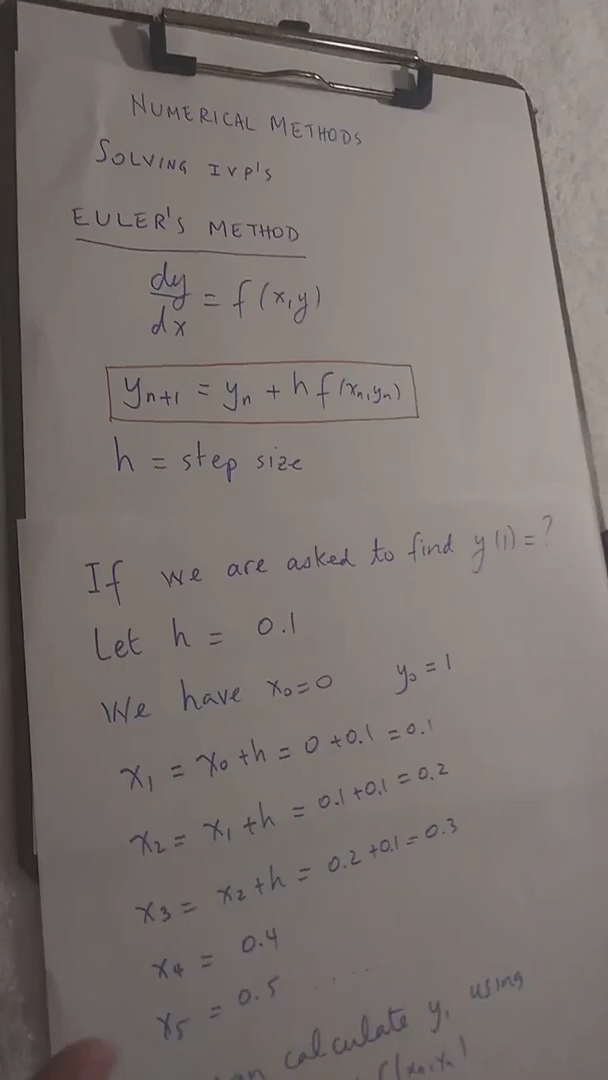 NUMERICAL METHODS
SOLVING IVP'S
EULER'S METHOD
dy/dx = f(x,y)
yₙ₊₁ = yₙ + h f(xₙ,yₙ)
h = step size
If we are asked to find y(1)=?
Let h = 0.1
We have x₀=0 y₀=1
x₁ = x₀+h = 0+0.1 = 0.1
x₂ = x₁+h = 0.1+0.1 = 0.2
x₃ = x₂+h = 0.2+0.1 = 0.3
x₄ = 0.4
x₅ = 0.5 .....
calculate y, using